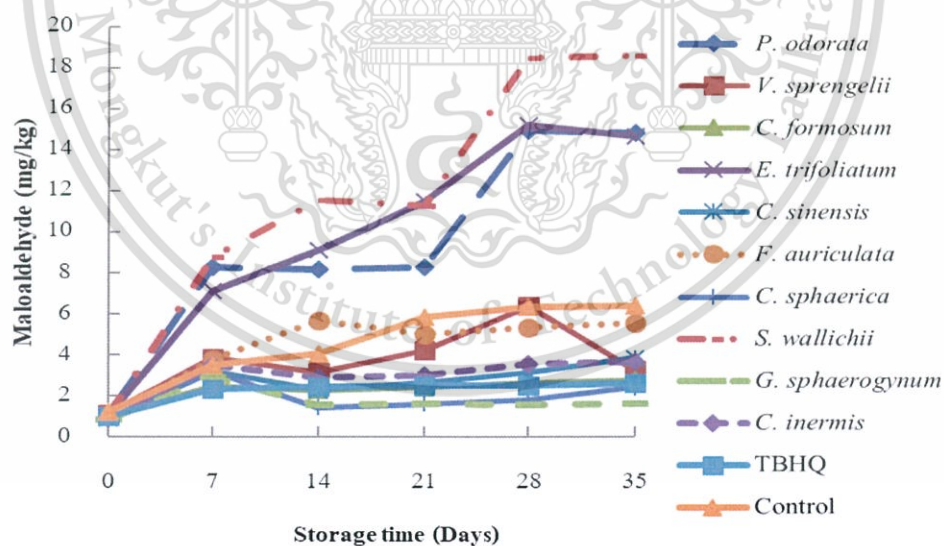 Maloaldehyde (mg/kg)
20
18
16
14
12
10
8
6
4
2
0
0 7 14 21 28 35
Storage time (Days)
P. odorata
V. sprengelii
C. formosum
E. trifoliatum
C. sinensis
F. auriculata
C. sphaerica
S. wallichii
G. sphaerogynum
C. inermis
TBHQ
Control
Mongkut's Institute of Technology